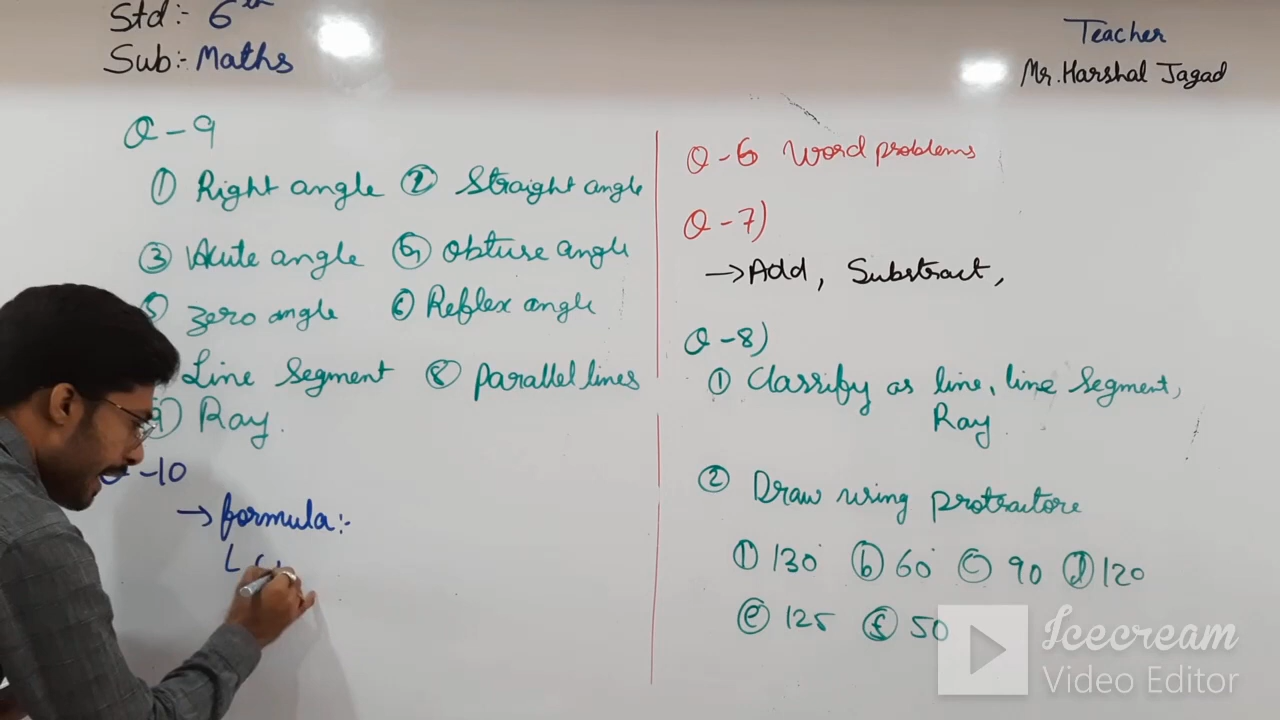 Std:- 6th
Sub:- Maths
Teacher
Mr. Harshal Jagad
Q-9
① Right angle ② Straight angle
③ Acute angle ④ Obtuse angle
⑤ Zero angle ⑥ Reflex angle
Line Segment ⑧ Parallel lines
⑨ Ray.
-10
→ formula:-
L
Q-6 Word problems
Q-7)
→ Add, Substract,
Q-8)
① Classify as line, line Segment,
Ray
② Draw using protractore
① 130° ⓑ 60° ⓒ 90 ⓓ 120
ⓔ 125 ⓕ 50
Icecream
Video Editor